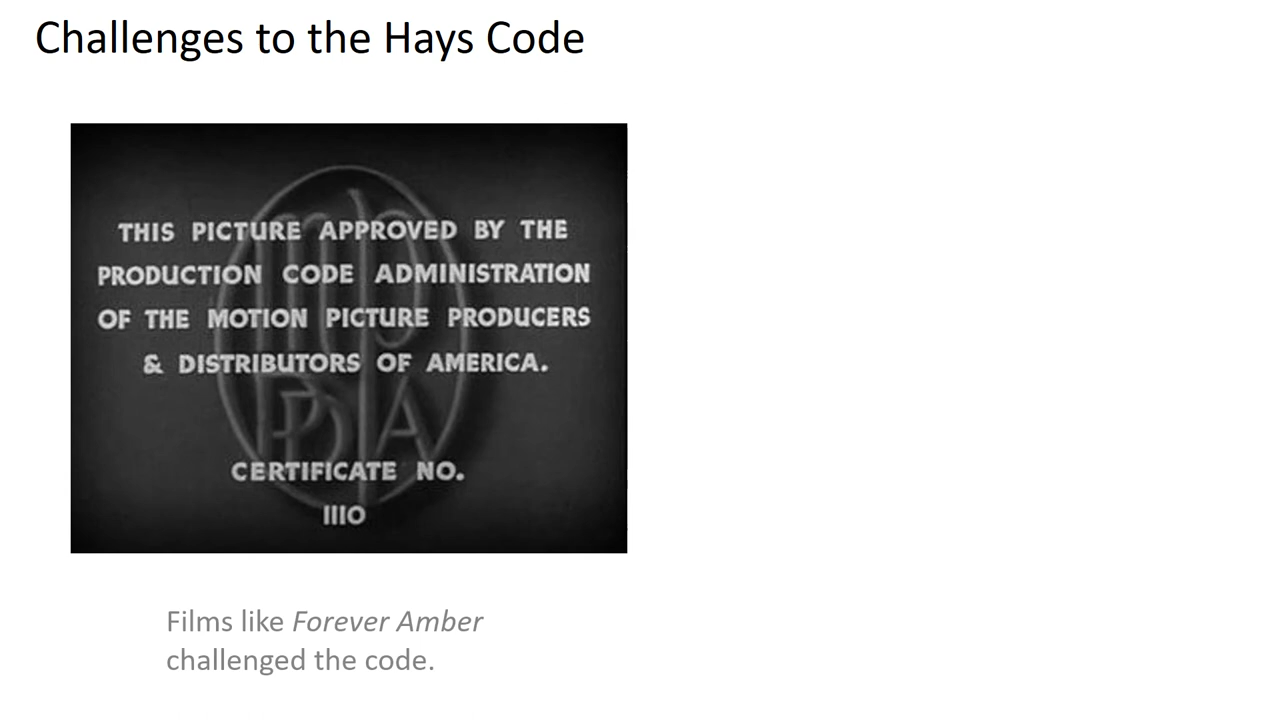 Challenges to the Hays Code
THIS PICTURE APPROVED BY THE
PRODUCTION CODE ADMINISTRATION
OF THE MOTION PICTURE PRODUCERS
& DISTRIBUTORS OF AMERICA.
MPPDA
CERTIFICATE NO.
1110
Films like Forever Amber
challenged the code.